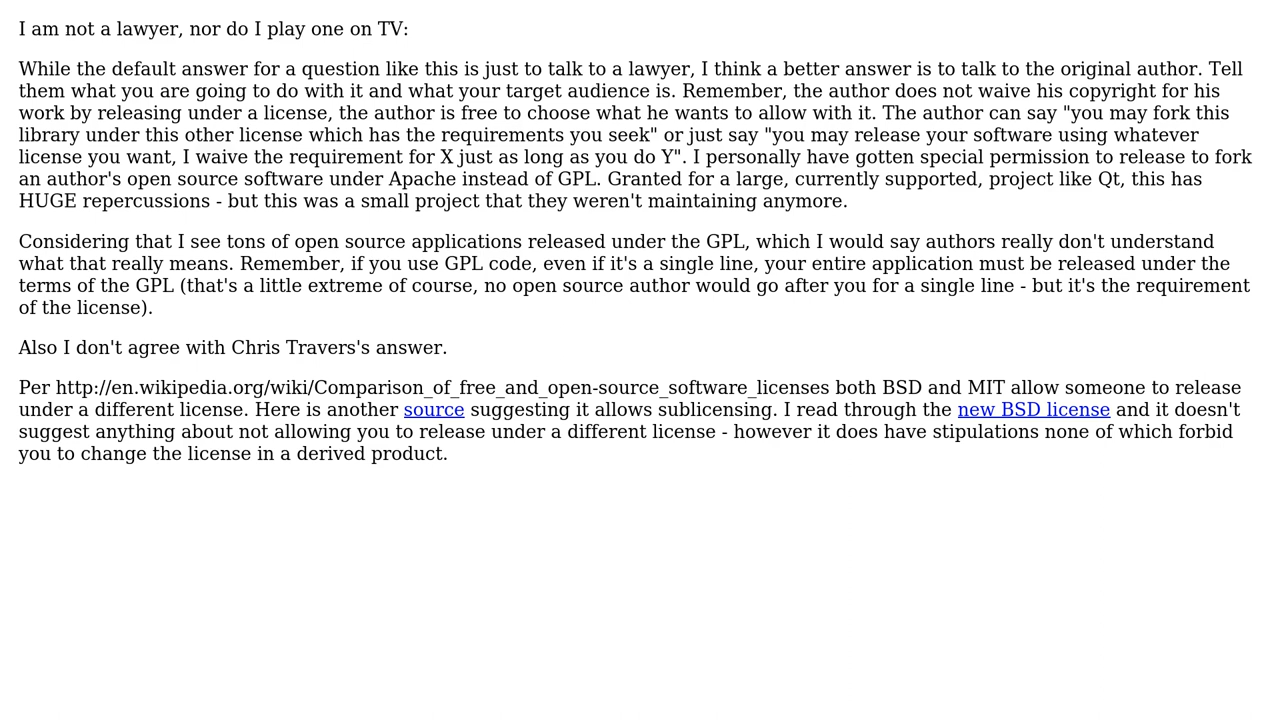 I am not a lawyer, nor do I play one on TV:
While the default answer for a question like this is just to talk to a lawyer, I think a better answer is to talk to the original author. Tell
them what you are going to do with it and what your target audience is. Remember, the author does not waive his copyright for his
work by releasing under a license, the author is free to choose what he wants to allow with it. The author can say "you may fork this
library under this other license which has the requirements you seek" or just say "you may release your software using whatever
license you want, I waive the requirement for X just as long as you do Y". I personally have gotten special permission to release to fork
an author's open source software under Apache instead of GPL. Granted for a large, currently supported, project like Qt, this has
HUGE repercussions - but this was a small project that they weren't maintaining anymore.
Considering that I see tons of open source applications released under the GPL, which I would say authors really don't understand
what that really means. Remember, if you use GPL code, even if it's a single line, your entire application must be released under the
terms of the GPL (that's a little extreme of course, no open source author would go after you for a single line - but it's the requirement
of the license).
Also I don't agree with Chris Travers's answer.
Per http://en.wikipedia.org/wiki/Comparison_of_free_and_open-source_software_licenses both BSD and MIT allow someone to release
under a different license. Here is another source suggesting it allows sublicensing. I read through the new BSD license and it doesn't
suggest anything about not allowing you to release under a different license - however it does have stipulations none of which forbid
you to change the license in a derived product.